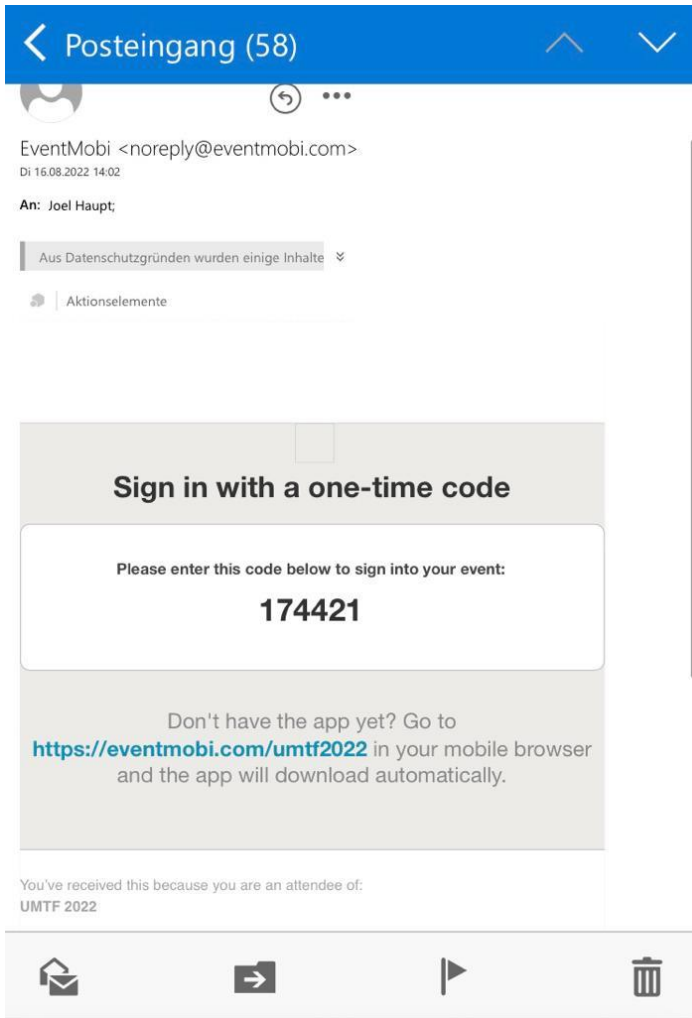 Posteingang (58)
EventMobi <noreply@eventmobi.com>
Di 16.08.2022 14:02
An: Joel Haupt;
Aus Datenschutzgründen wurden einige Inhalte
Aktionselemente
Sign in with a one-time code
Please enter this code below to sign into your event:
174421
Don't have the app yet? Go to
https://eventmobi.com/umtf2022 in your mobile browser
and the app will download automatically.
You've received this because you are an attendee of:
UMTF 2022